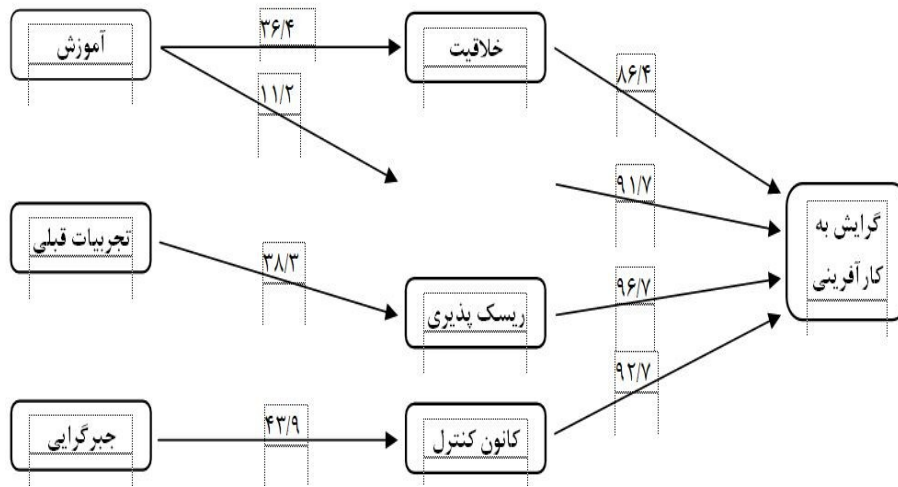 آموزش
۳۶/۴
خلاقیت
۱۱/۲
۸۶/۴
۹۱/۷
گرایش به
کارآفرینی
تجربیات قبلی
۳۸/۳
ریسک پذیری
۹۶/۷
۹۲/۷
جبرگرایی
۴۳/۹
کانون کنترل